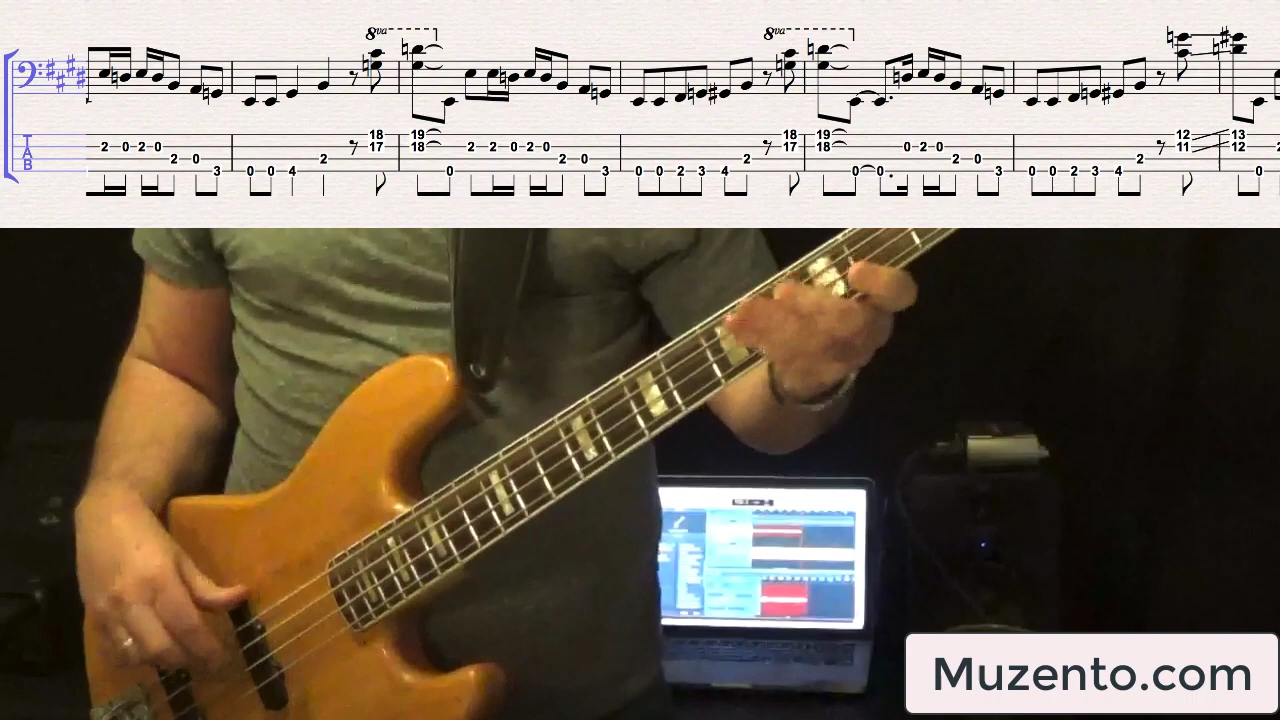 8va 8va
18 19 18 19 12 13
2 0 2 0 17 18 2 2 0 2 0 17 18 0 2 0 11 12
2 0 2 2 0 2 2 0 2
3 0 0 4 0 3 0 0 2 3 4 0 0 3 0 0 2 3 4 0
TAB
Muzento.com